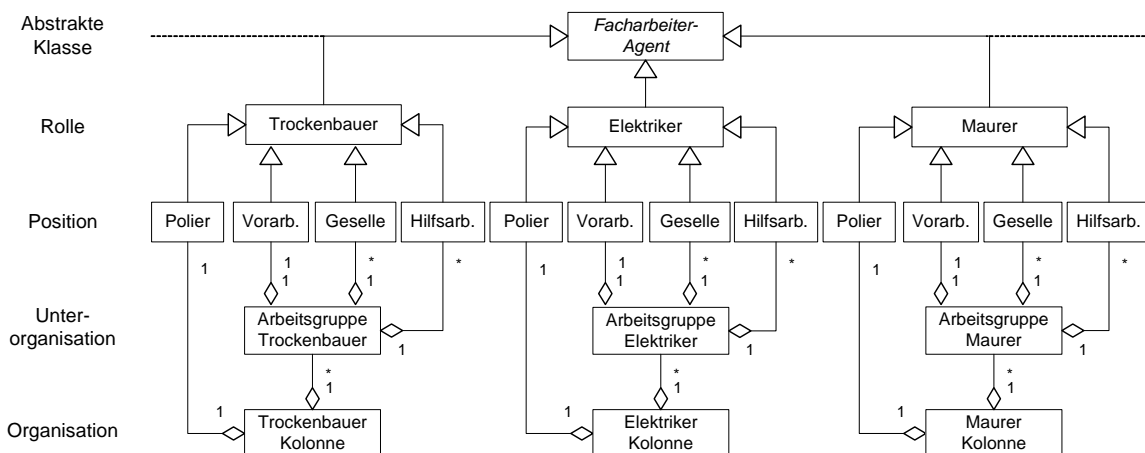 Abstrakte
Klasse
Facharbeiter-
Agent
Rolle
Trockenbauer
Elektriker
Maurer
Position
Polier
Vorarb.
Geselle
Hilfsarb.
Polier
Vorarb.
Geselle
Hilfsarb.
Polier
Vorarb.
Geselle
Hilfsarb.
1
1
*
*
1
1
*
*
1
1
*
*
1
1
1
1
1
1
Unter-
organisation
Arbeitsgruppe
Trockenbauer
Arbeitsgruppe
Elektriker
Arbeitsgruppe
Maurer
1
1
1
*
*
*
1
1
1
1
1
1
Organisation
Trockenbauer
Kolonne
Elektriker
Kolonne
Maurer
Kolonne